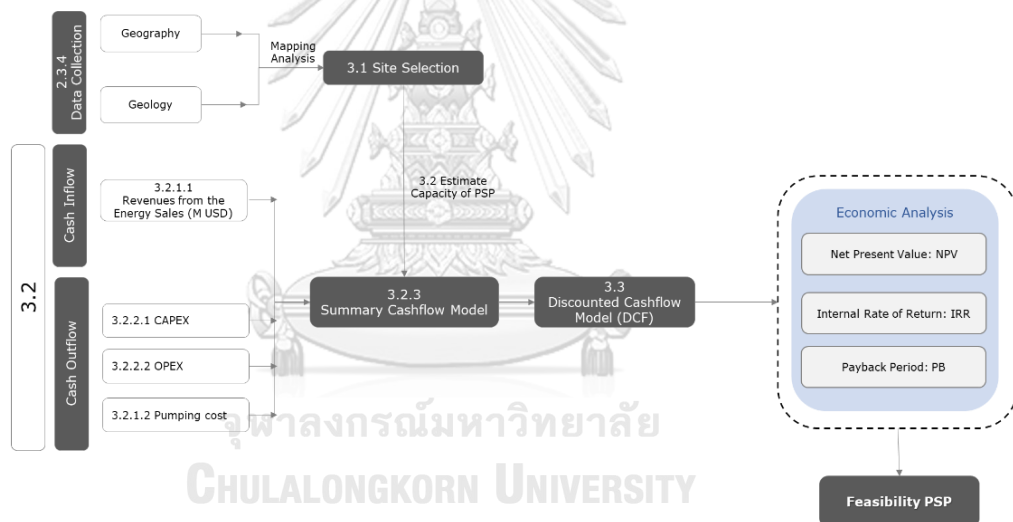 2.3.4
Data Collection
Geography
Geology
Mapping
Analysis
3.1 Site Selection
3.2 Estimate
Capacity of PSP
3.2
Cash Inflow
3.2.1.1
Revenues from the
Energy Sales (M USD)
Cash Outflow
3.2.2.1 CAPEX
3.2.2.2 OPEX
3.2.1.2 Pumping cost
3.2.3
Summary Cashflow Model
3.3
Discounted Cashflow
Model (DCF)
Economic Analysis
Net Present Value: NPV
Internal Rate of Return: IRR
Payback Period: PB
Feasibility PSP
จุฬาลงกรณ์มหาวิทยาลัย
CHULALONGKORN UNIVERSITY